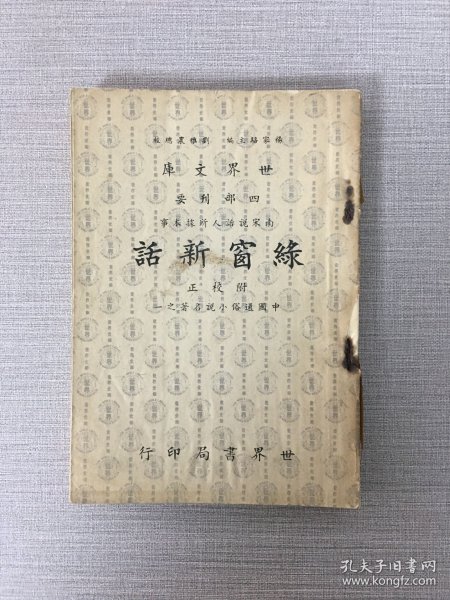 楊家駱主編 劉雅農總校
世界文庫
四部刊要
南宋說話人所據本事
綠窗新話
附校正
中國通俗小說名著之一
世界書局印行
孔夫子旧书网
www.kongfz.com